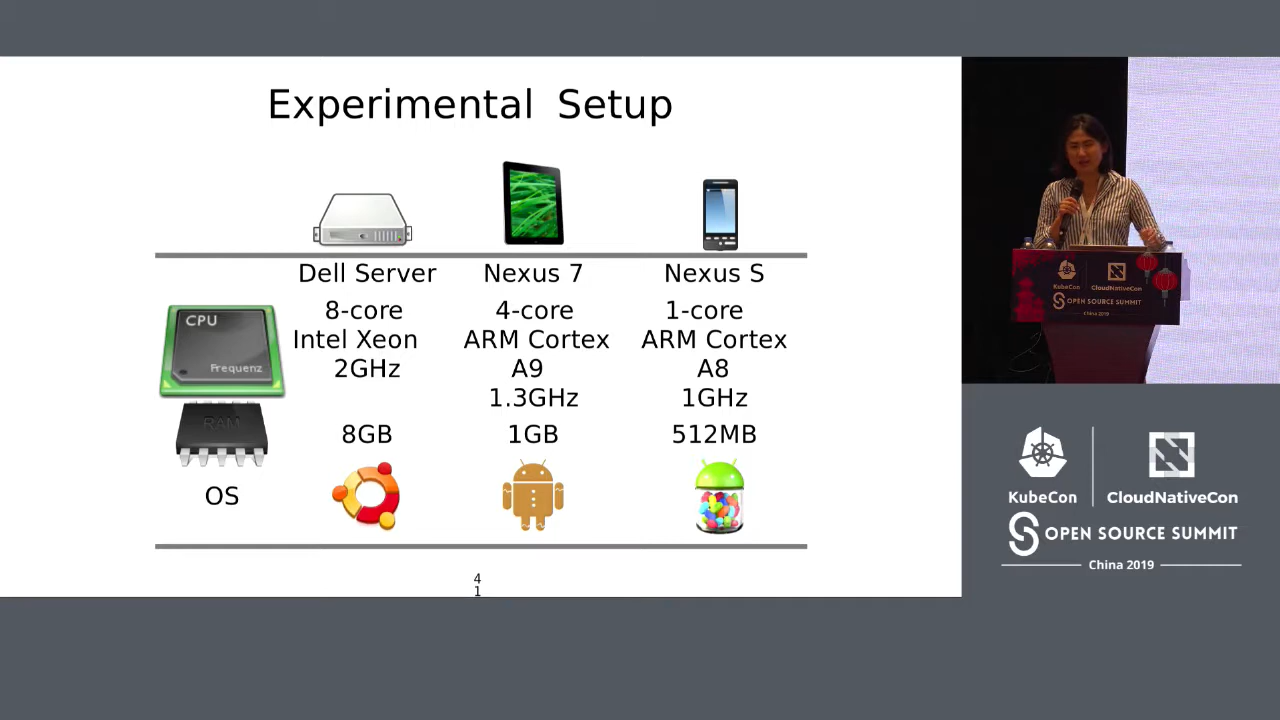 Experimental Setup
Dell Server Nexus 7 Nexus S
CPU
Frequenz
8-core 4-core 1-core
Intel Xeon ARM Cortex ARM Cortex
2GHz A9 A8
1.3GHz 1GHz
RAM
8GB 1GB 512MB
OS
4
1
KubeCon CloudNativeCon
OPEN SOURCE SUMMIT
China 2019
KubeCon CloudNativeCon
OPEN SOURCE SUMMIT
China 2019